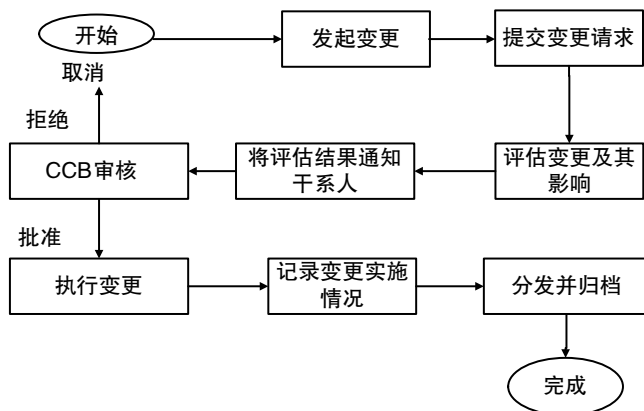 开始
发起变更
提交变更请求
取消
拒绝
CCB审核
将评估结果通知
干系人
评估变更及其
影响
批准
执行变更
记录变更实施
情况
分发并归档
完成